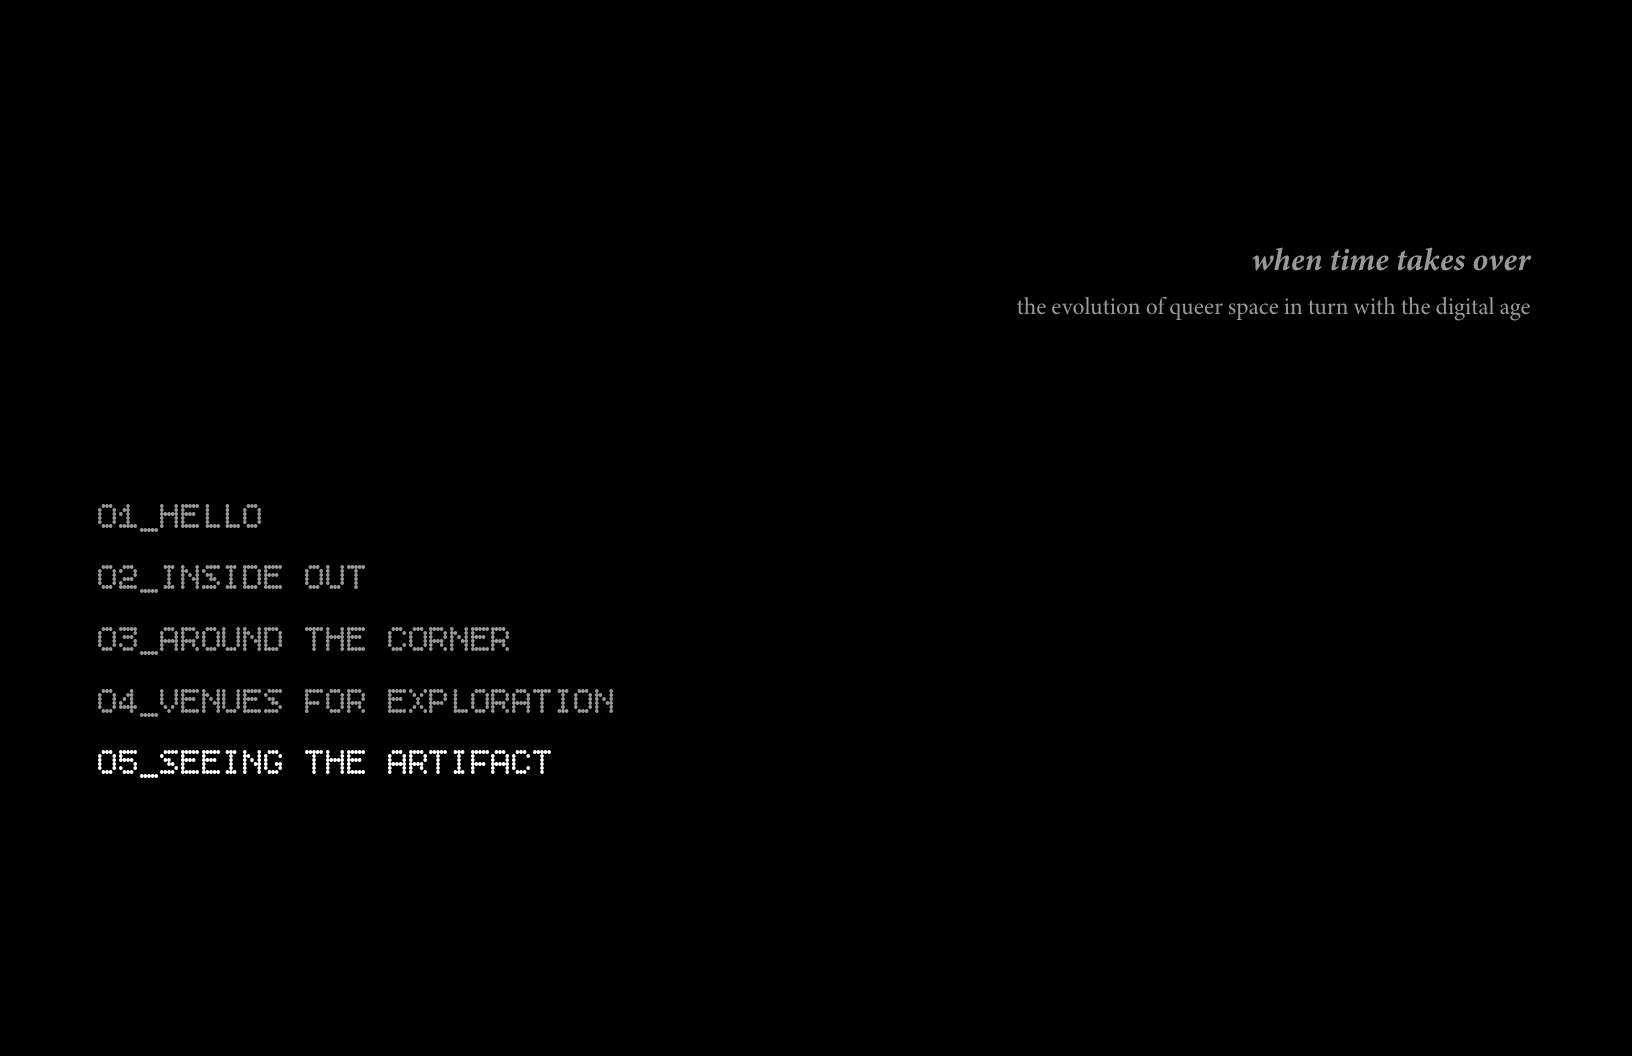 when time takes over
the evolution of queer space in turn with the digital age
01_HELLO
02_INSIDE OUT
03_AROUND THE CORNER
04_VENUES FOR EXPLORATION
05_SEEING THE ARTIFACT